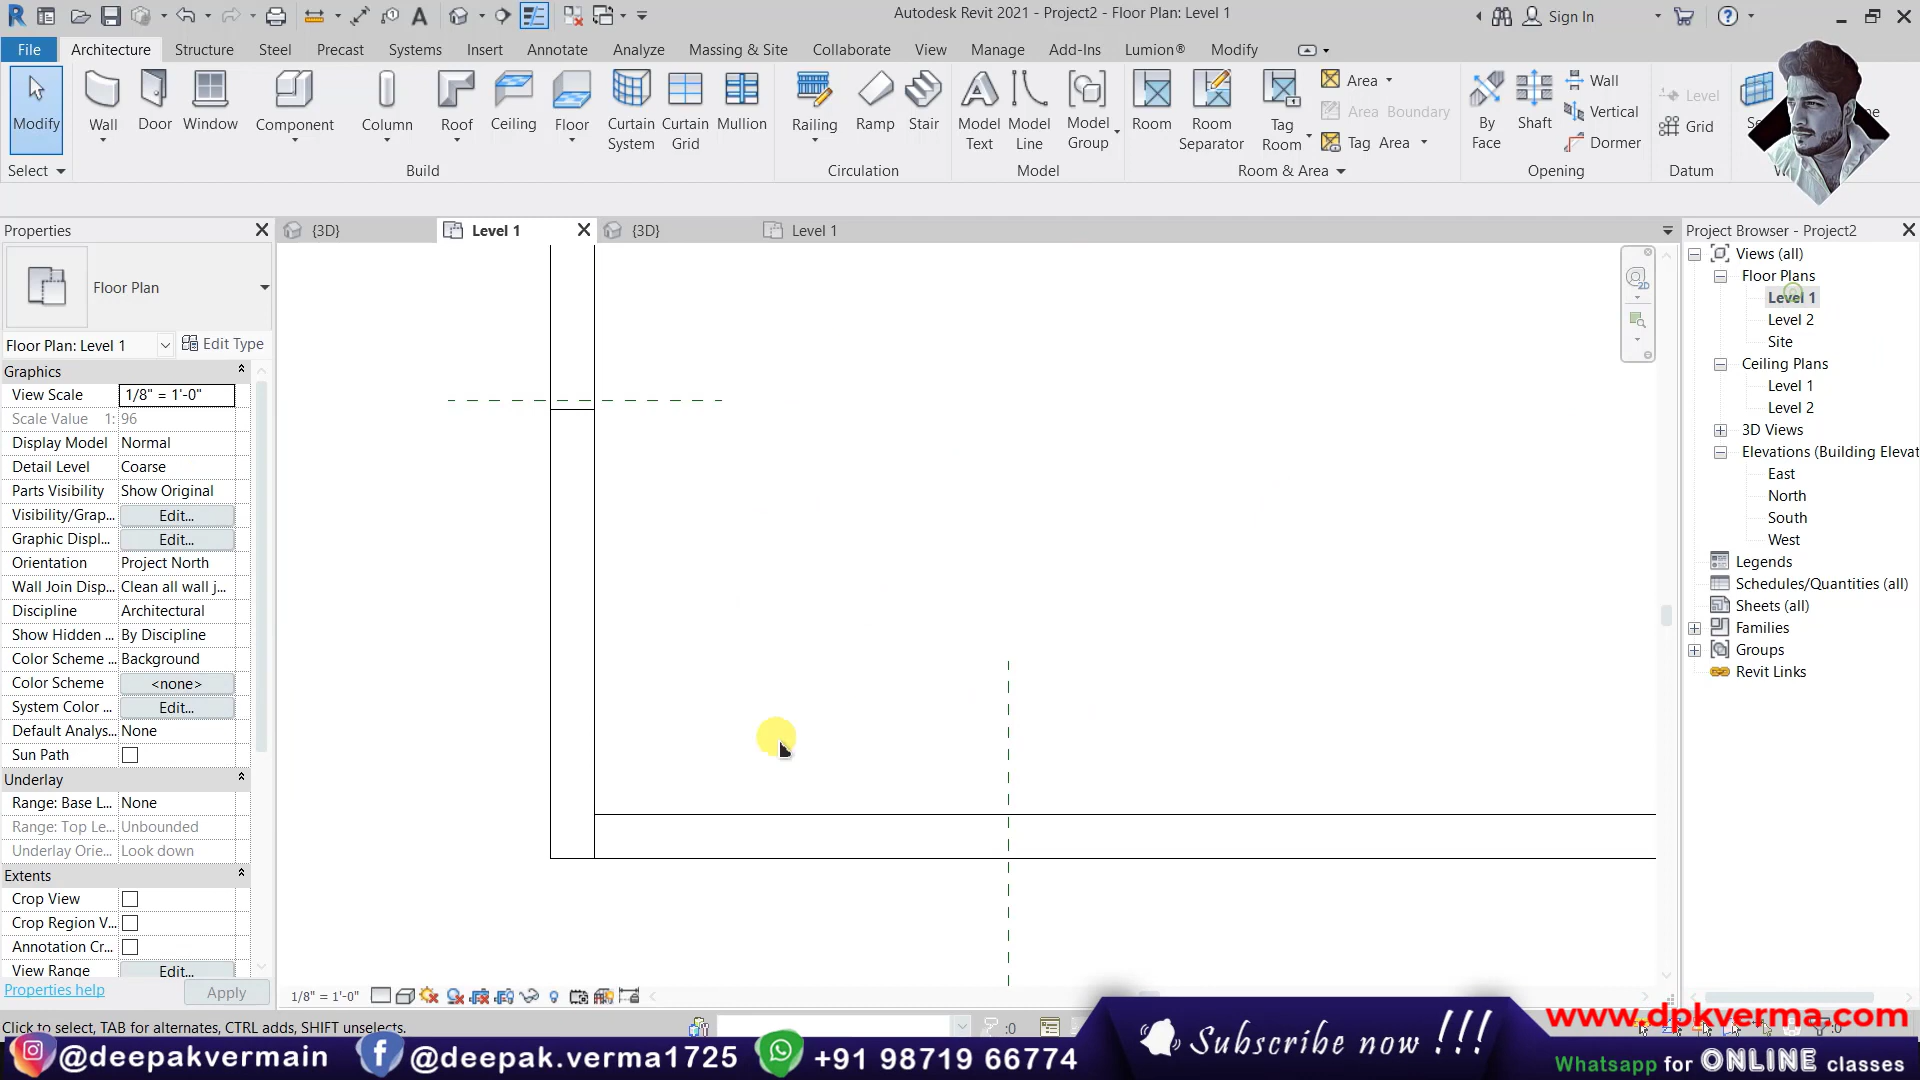 Autodesk Revit 2021 - Project2 - Floor Plan: Level 1
Sign In
File Architecture Structure Steel Precast Systems Insert Annotate Analyze Massing & Site Collaborate View Manage Add-Ins Lumion® Modify
Modify Wall Door Window Component Column Roof Ceiling Floor Curtain System Curtain Grid Mullion Railing Ramp Stair Model Text Model Line Model Group Room Room Separator Tag Room
Area
Area Boundary
Tag Area
By Face Shaft
Wall
Vertical
Dormer
Level
Grid
Select Build Circulation Model Room & Area Opening Datum
Properties
{3D} Level 1 {3D} Level 1
Project Browser - Project2
Floor Plan
Floor Plan: Level 1 Edit Type
Graphics
View Scale 1/8" = 1'-0"
Scale Value 1: 96
Display Model Normal
Detail Level Coarse
Parts Visibility Show Original
Visibility/Grap... Edit...
Graphic Displ... Edit...
Orientation Project North
Wall Join Disp... Clean all wall j...
Discipline Architectural
Show Hidden ... By Discipline
Color Scheme ... Background
Color Scheme <none>
System Color ... Edit...
Default Analys... None
Sun Path
Underlay
Range: Base L... None
Range: Top Le... Unbounded
Underlay Orie... Look down
Extents
Crop View
Crop Region V...
Annotation Cr...
View Range Edit...
Properties help Apply
Views (all)
Floor Plans
Level 1
Level 2
Site
Ceiling Plans
Level 1
Level 2
3D Views
Elevations (Building Elevat
East
North
South
West
Legends
Schedules/Quantities (all)
Sheets (all)
Families
Groups
Revit Links
2D
1/8" = 1'-0"
Click to select, TAB for alternates, CTRL adds, SHIFT unselects.
:0
:0
@deepakvermain @deepak.verma1725 +91 98719 66774
Subscribe now !!!
www.dpkverma.com
Whatsapp for ONLINE classes